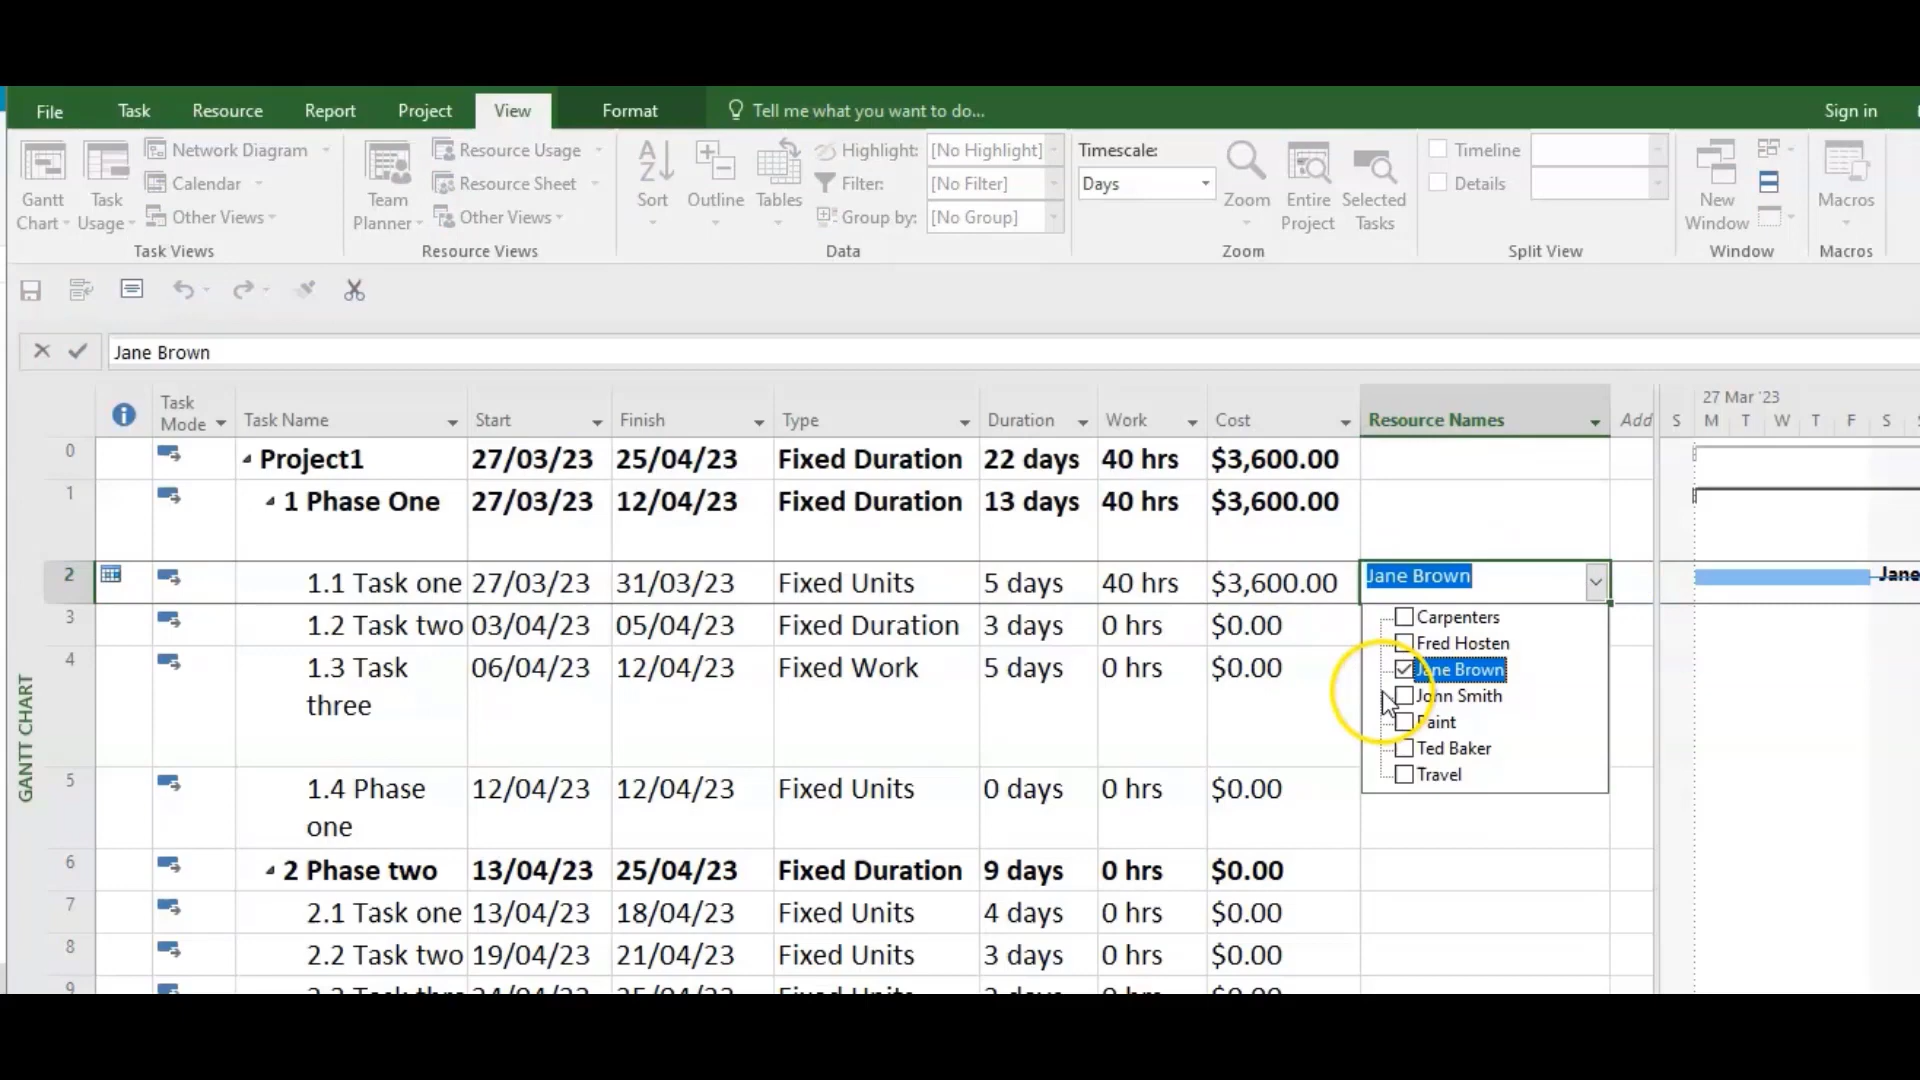 File Task Resource Report Project View Format Tell me what you want to do... Sign in
Network Diagram
Calendar
Other Views
Gantt Chart
Task Usage
Task Views
Team Planner
Resource Usage
Resource Sheet
Other Views
Resource Views
Sort
Outline
Tables
Highlight: [No Highlight]
Filter: [No Filter]
Group by: [No Group]
Data
Timescale:
Days
Zoom
Entire Project
Selected Tasks
Zoom
Timeline
Details
Split View
New Window
Window
Macros
Macros
Jane Brown
Task Mode Task Name Start Finish Type Duration Work Cost Resource Names Add
27 Mar '23
S M T W T F S
0 Project1 27/03/23 25/04/23 Fixed Duration 22 days 40 hrs $3,600.00
1 1 Phase One 27/03/23 12/04/23 Fixed Duration 13 days 40 hrs $3,600.00
2 1.1 Task one 27/03/23 31/03/23 Fixed Units 5 days 40 hrs $3,600.00 Jane Brown Jane
3 1.2 Task two 03/04/23 05/04/23 Fixed Duration 3 days 0 hrs $0.00
4 1.3 Task three 06/04/23 12/04/23 Fixed Work 5 days 0 hrs $0.00
5 1.4 Phase one 12/04/23 12/04/23 Fixed Units 0 days 0 hrs $0.00
6 2 Phase two 13/04/23 25/04/23 Fixed Duration 9 days 0 hrs $0.00
7 2.1 Task one 13/04/23 18/04/23 Fixed Units 4 days 0 hrs $0.00
8 2.2 Task two 19/04/23 21/04/23 Fixed Units 3 days 0 hrs $0.00
9
Carpenters
Fred Hosten
Jane Brown
John Smith
Paint
Ted Baker
Travel
GANTT CHART